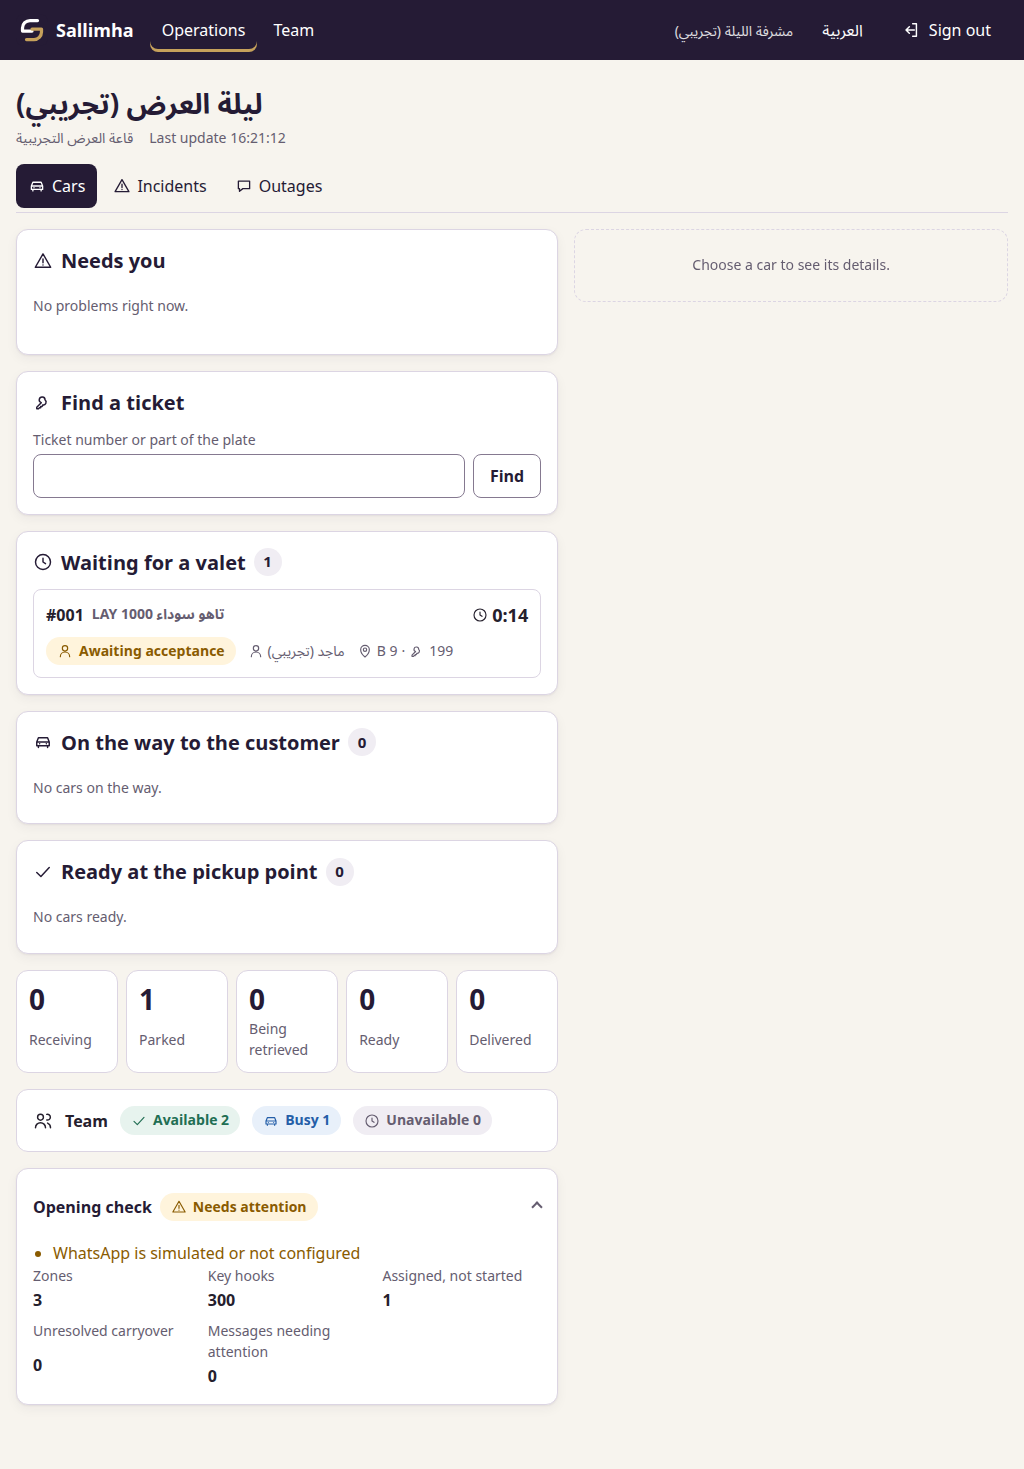 Sallimha Operations Team مشرفة الليلة (تجريبي) العربية Sign out
ليلة العرض (تجريبي)
قاعة العرض التجريبية Last update 16:21:12
Cars Incidents Outages
Needs you
No problems right now.
Choose a car to see its details.
Find a ticket
Ticket number or part of the plate
Find
Waiting for a valet 1
#001 LAY 1000 تاهو سوداء 0:14
Awaiting acceptance ماجد (تجريبي) B 9 · 199
On the way to the customer 0
No cars on the way.
Ready at the pickup point 0
No cars ready.
0 1 0 0 0
Receiving Parked Being retrieved Ready Delivered
Team Available 2 Busy 1 Unavailable 0
Opening check Needs attention
WhatsApp is simulated or not configured
Zones Key hooks Assigned, not started
3 300 1
Unresolved carryover Messages needing attention
0 0